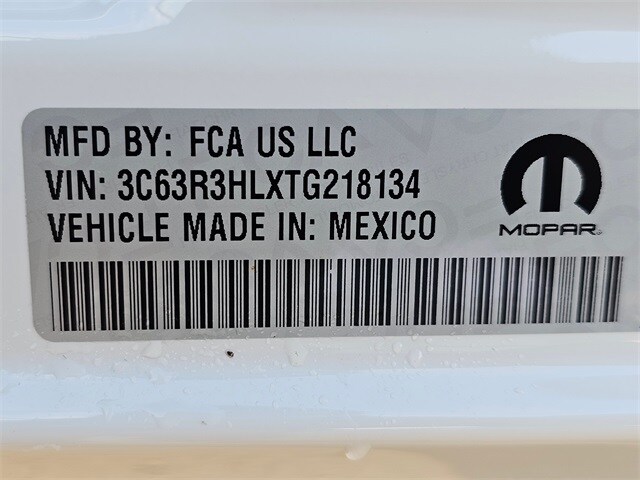 MFD BY: FCA US LLC
VIN: 3C63R3HLXTG218134
VEHICLE MADE IN: MEXICO
MOPAR